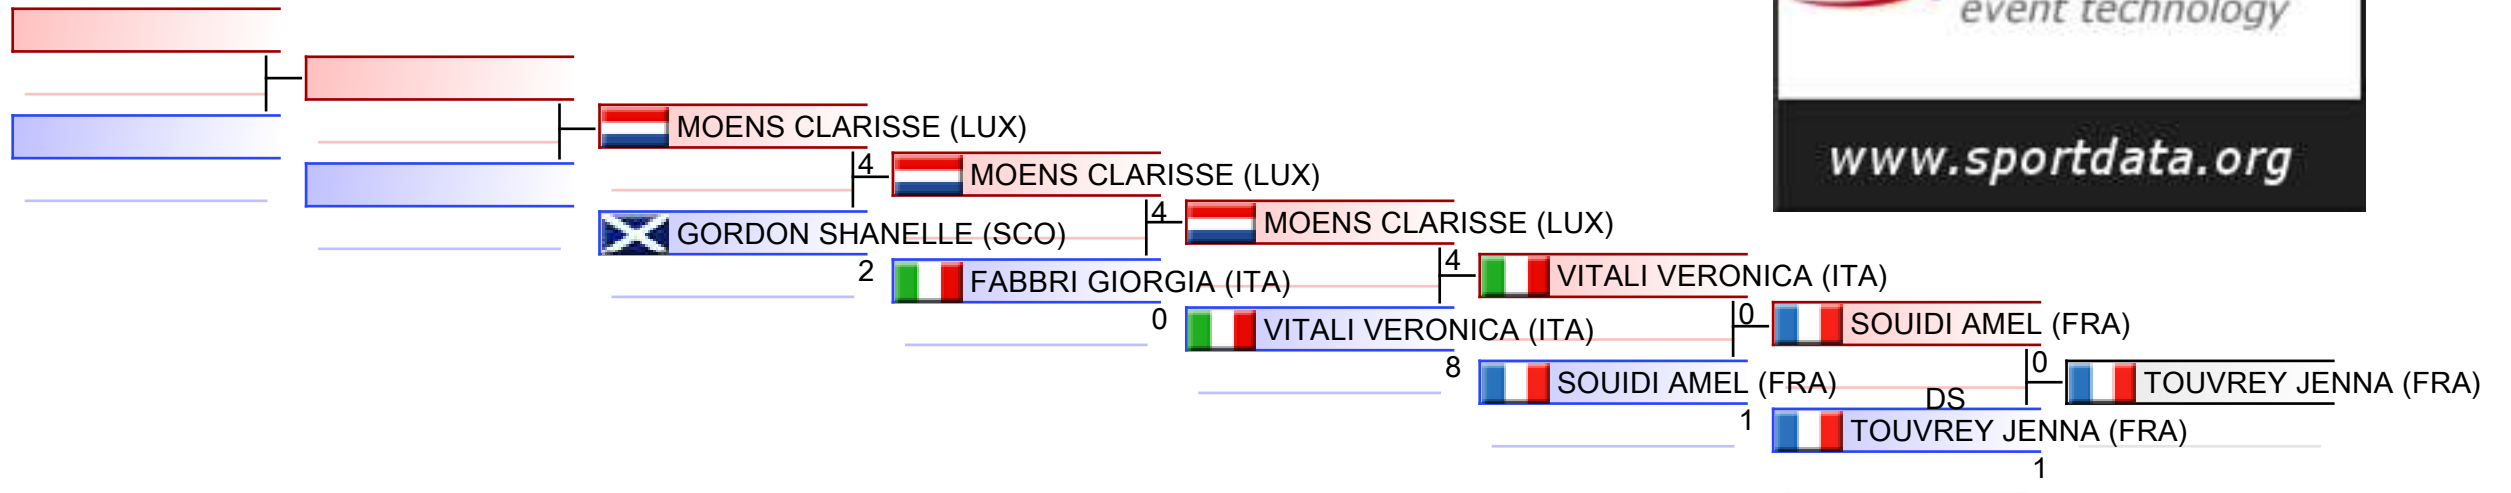 event technology
www.sportdata.org
MOENS CLARISSE (LUX)
4
GORDON SHANELLE (SCO)
2
MOENS CLARISSE (LUX)
4
FABBRI GIORGIA (ITA)
0
MOENS CLARISSE (LUX)
4
VITALI VERONICA (ITA)
8
VITALI VERONICA (ITA)
0
SOUIDI AMEL (FRA)
1
SOUIDI AMEL (FRA)
0
DS
TOUVREY JENNA (FRA)
1
TOUVREY JENNA (FRA)